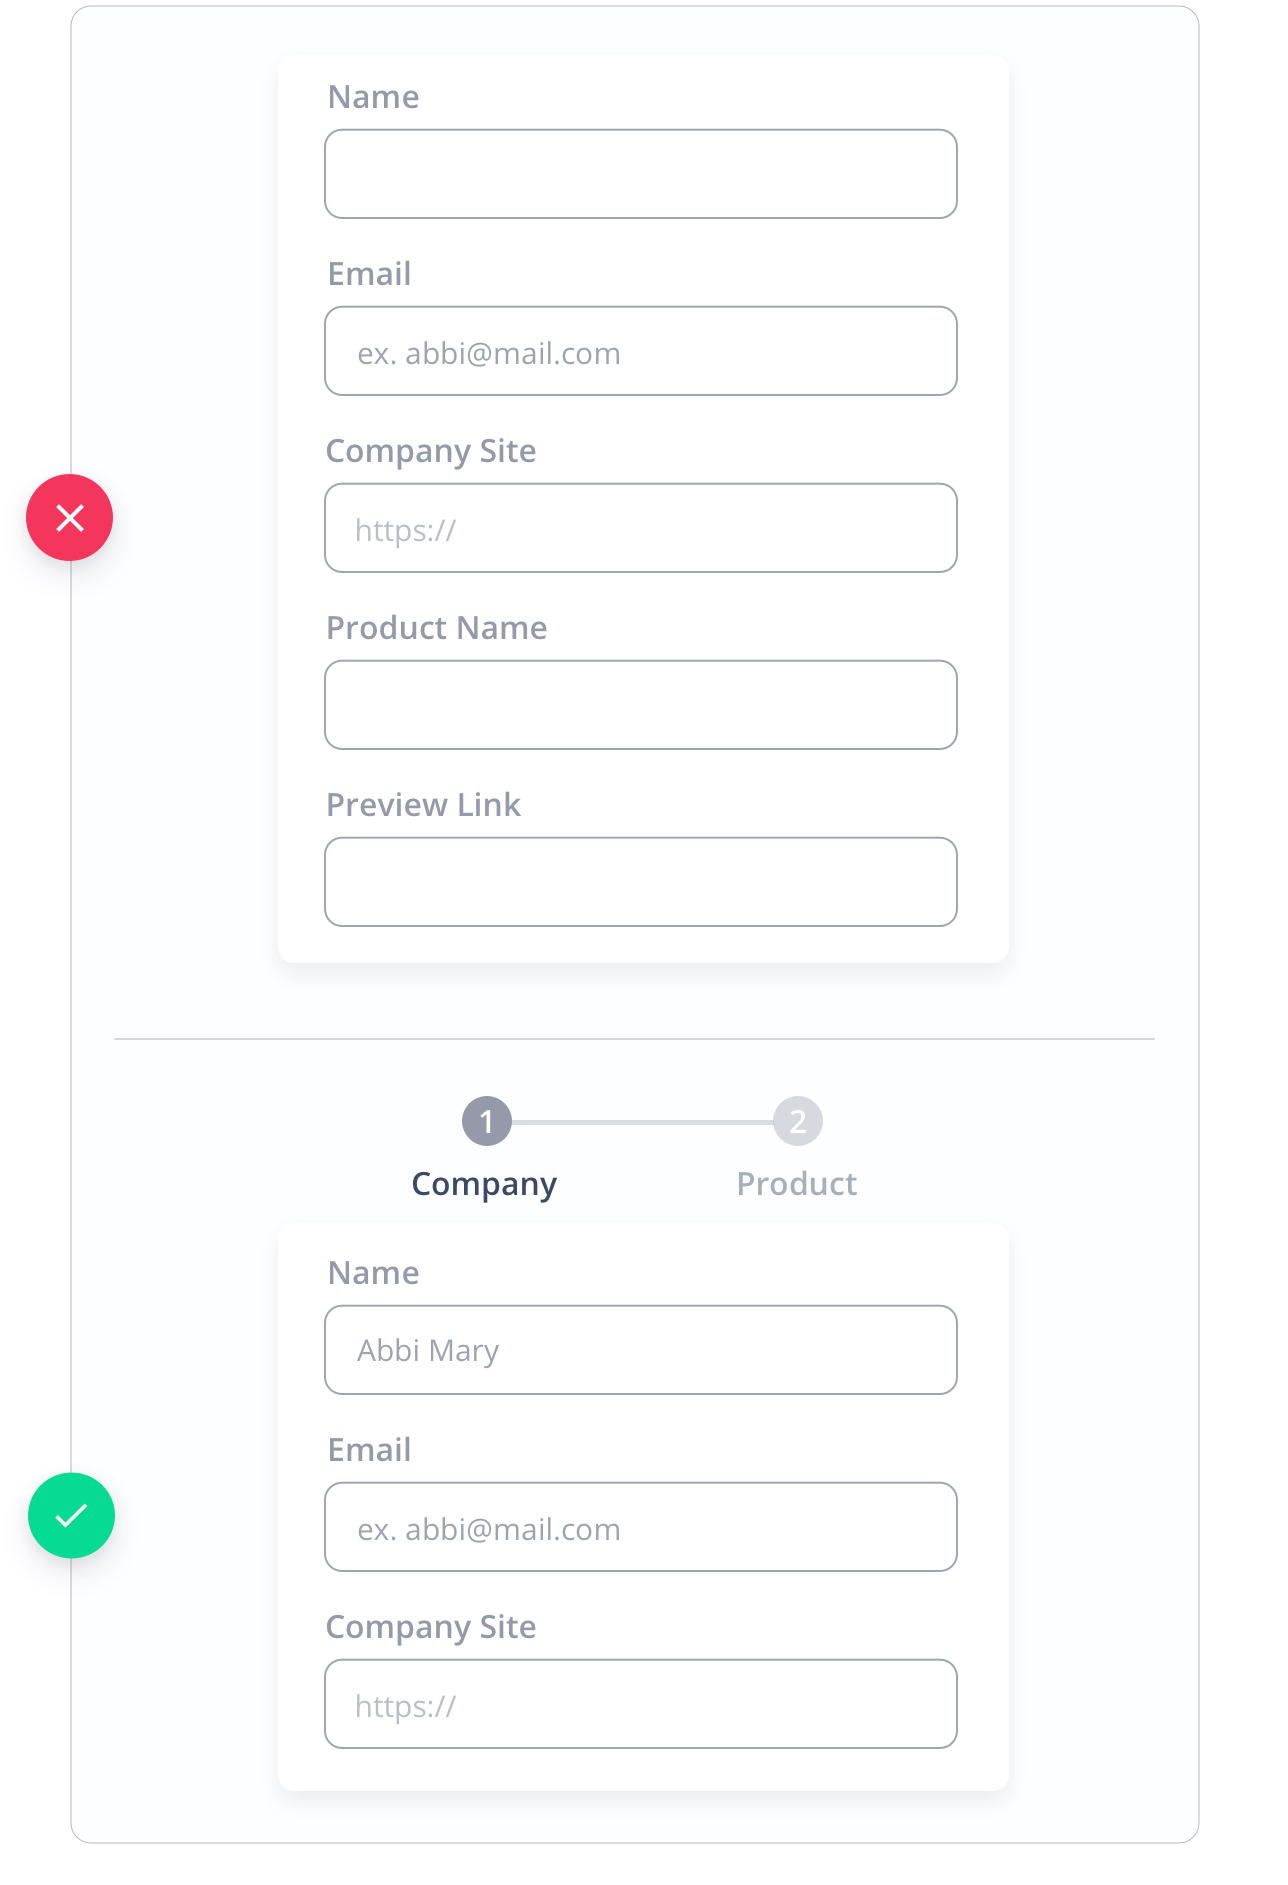 Name
Email
ex. abbi@mail.com
Company Site
https://
Product Name
Preview Link
1 2
Company Product
Name
Abbi Mary
Email
ex. abbi@mail.com
Company Site
https://